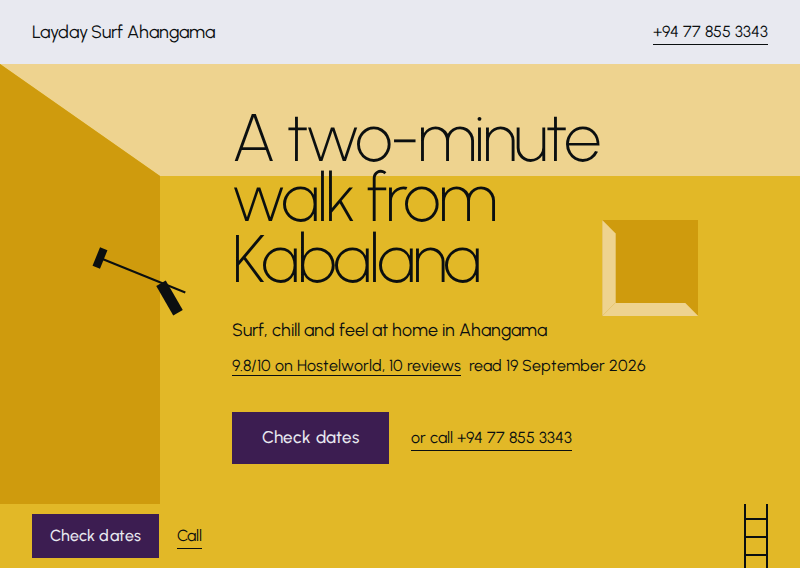 Layday Surf Ahangama
+94 77 855 3343
A two-minute
walk from
Kabalana
Surf, chill and feel at home in Ahangama
9.8/10 on Hostelworld, 10 reviews read 19 September 2026
Check dates
or call +94 77 855 3343
Check dates
Call